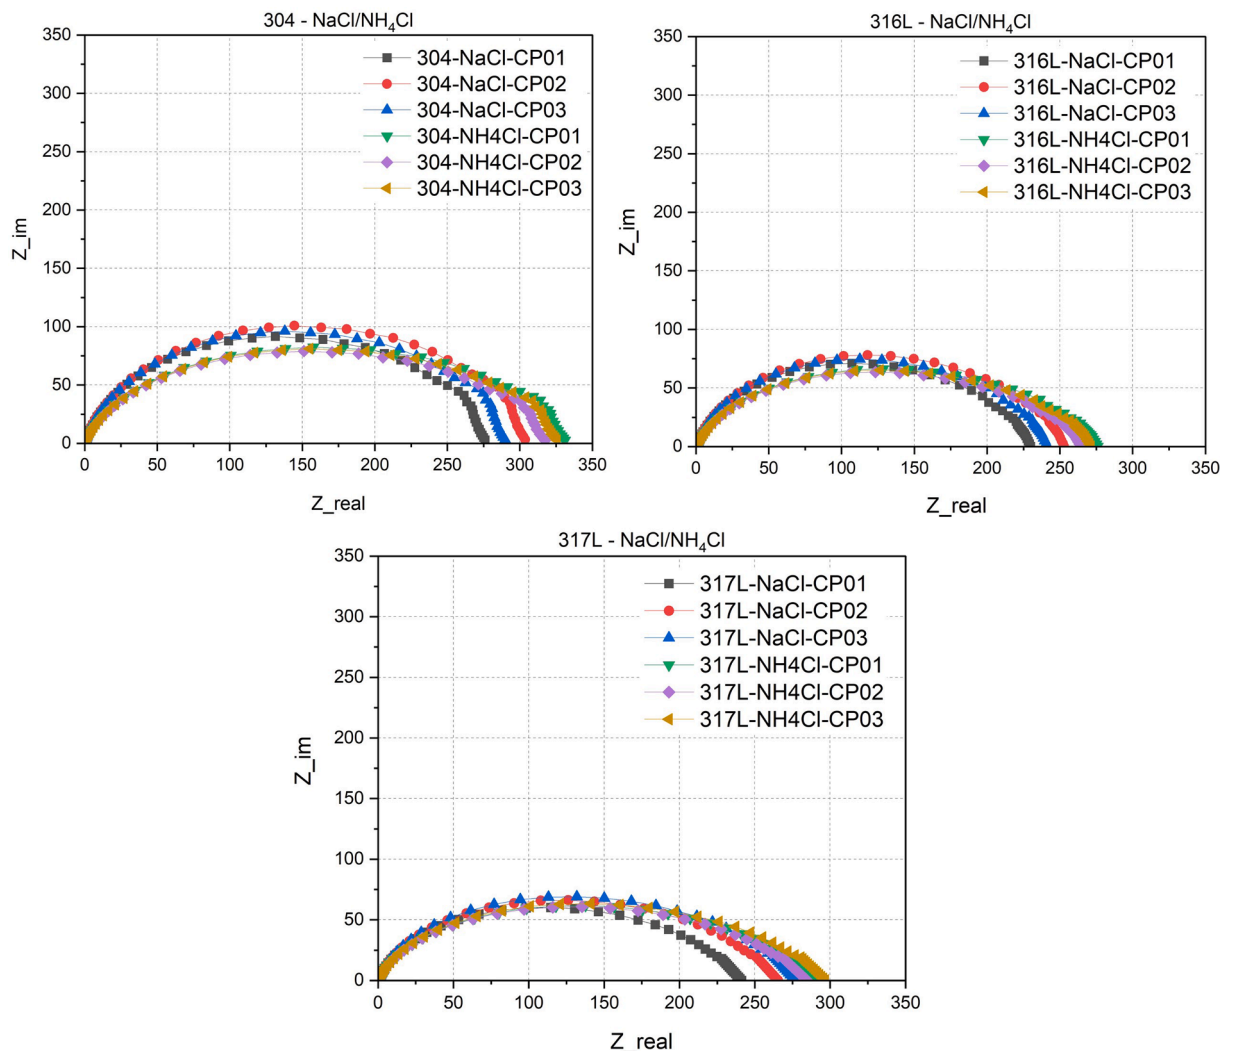 304 - NaCl/NH₄Cl
350
300
250
200
150
100
50
0
Z_im
304-NaCl-CP01
304-NaCl-CP02
304-NaCl-CP03
304-NH4Cl-CP01
304-NH4Cl-CP02
304-NH4Cl-CP03
0 50 100 150 200 250 300 350
Z_real
316L - NaCl/NH₄Cl
350
300
250
200
150
100
50
0
Z_im
316L-NaCl-CP01
316L-NaCl-CP02
316L-NaCl-CP03
316L-NH4Cl-CP01
316L-NH4Cl-CP02
316L-NH4Cl-CP03
0 50 100 150 200 250 300 350
Z_real
317L - NaCl/NH₄Cl
350
300
250
200
150
100
50
0
Z_im
317L-NaCl-CP01
317L-NaCl-CP02
317L-NaCl-CP03
317L-NH4Cl-CP01
317L-NH4Cl-CP02
317L-NH4Cl-CP03
0 50 100 150 200 250 300 350
Z_real